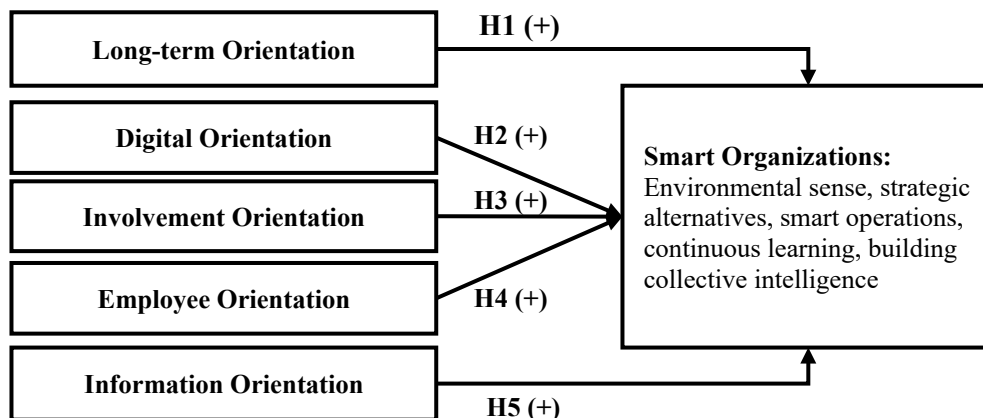 Long-term Orientation
H1 (+)
Digital Orientation
H2 (+)
Involvement Orientation
H3 (+)
Employee Orientation
H4 (+)
Information Orientation
H5 (+)
Smart Organizations:
Environmental sense, strategic
alternatives, smart operations,
continuous learning, building
collective intelligence